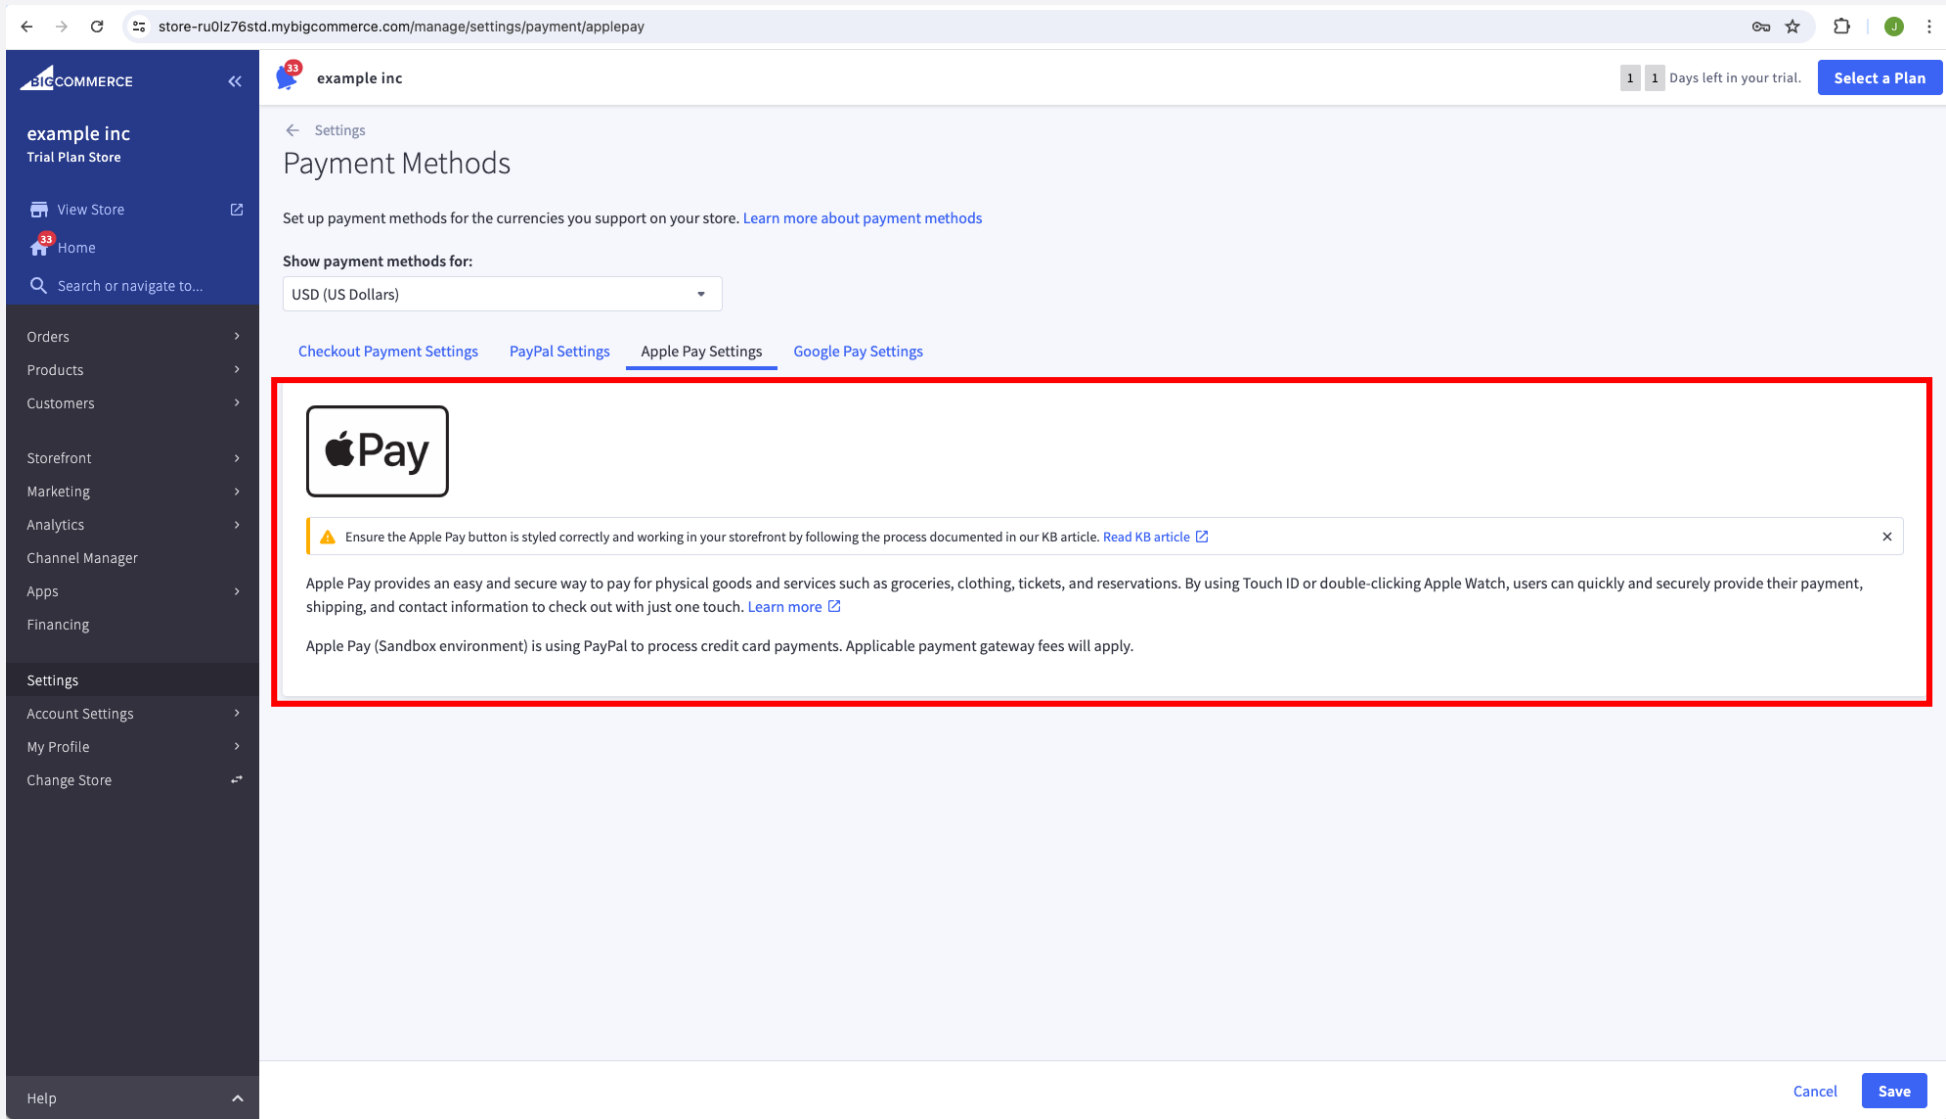 store-ru0lz76std.mybigcommerce.com/manage/settings/payment/applepay
J
BIGCOMMERCE
33
example inc
1 1 Days left in your trial.
Select a Plan
example inc
Trial Plan Store
View Store
33
Home
Search or navigate to...
Orders
Products
Customers
Storefront
Marketing
Analytics
Channel Manager
Apps
Financing
Settings
Account Settings
My Profile
Change Store
Help
Settings
Payment Methods
Set up payment methods for the currencies you support on your store. Learn more about payment methods
Show payment methods for:
USD (US Dollars)
Checkout Payment Settings
PayPal Settings
Apple Pay Settings
Google Pay Settings
Pay
Ensure the Apple Pay button is styled correctly and working in your storefront by following the process documented in our KB article. Read KB article
Apple Pay provides an easy and secure way to pay for physical goods and services such as groceries, clothing, tickets, and reservations. By using Touch ID or double-clicking Apple Watch, users can quickly and securely provide their payment,
shipping, and contact information to check out with just one touch. Learn more
Apple Pay (Sandbox environment) is using PayPal to process credit card payments. Applicable payment gateway fees will apply.
Cancel
Save